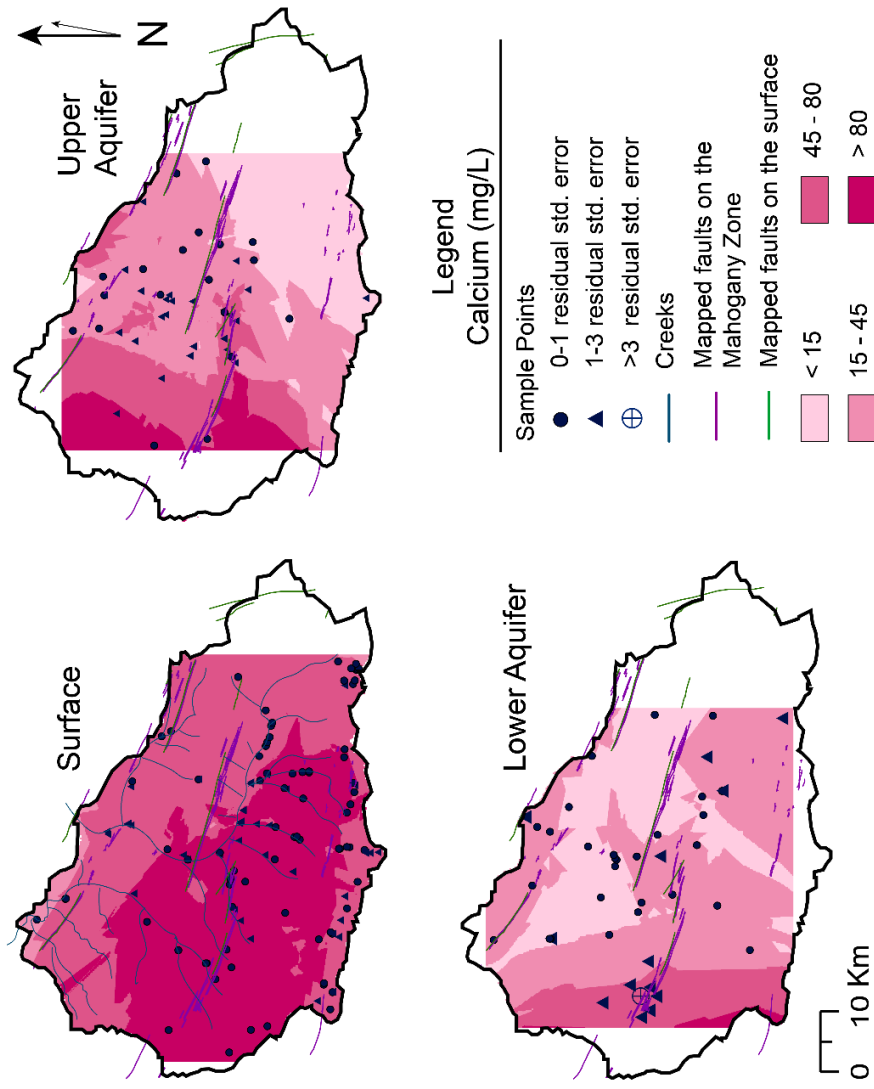 Surface
Upper
Aquifer
N
Lower Aquifer
0 10 Km
Legend
Calcium (mg/L)
Sample Points
0-1 residual std. error
1-3 residual std. error
>3 residual std. error
Creeks
Mapped faults on the
Mahogany Zone
Mapped faults on the surface
< 15
45 - 80
15 - 45
> 80